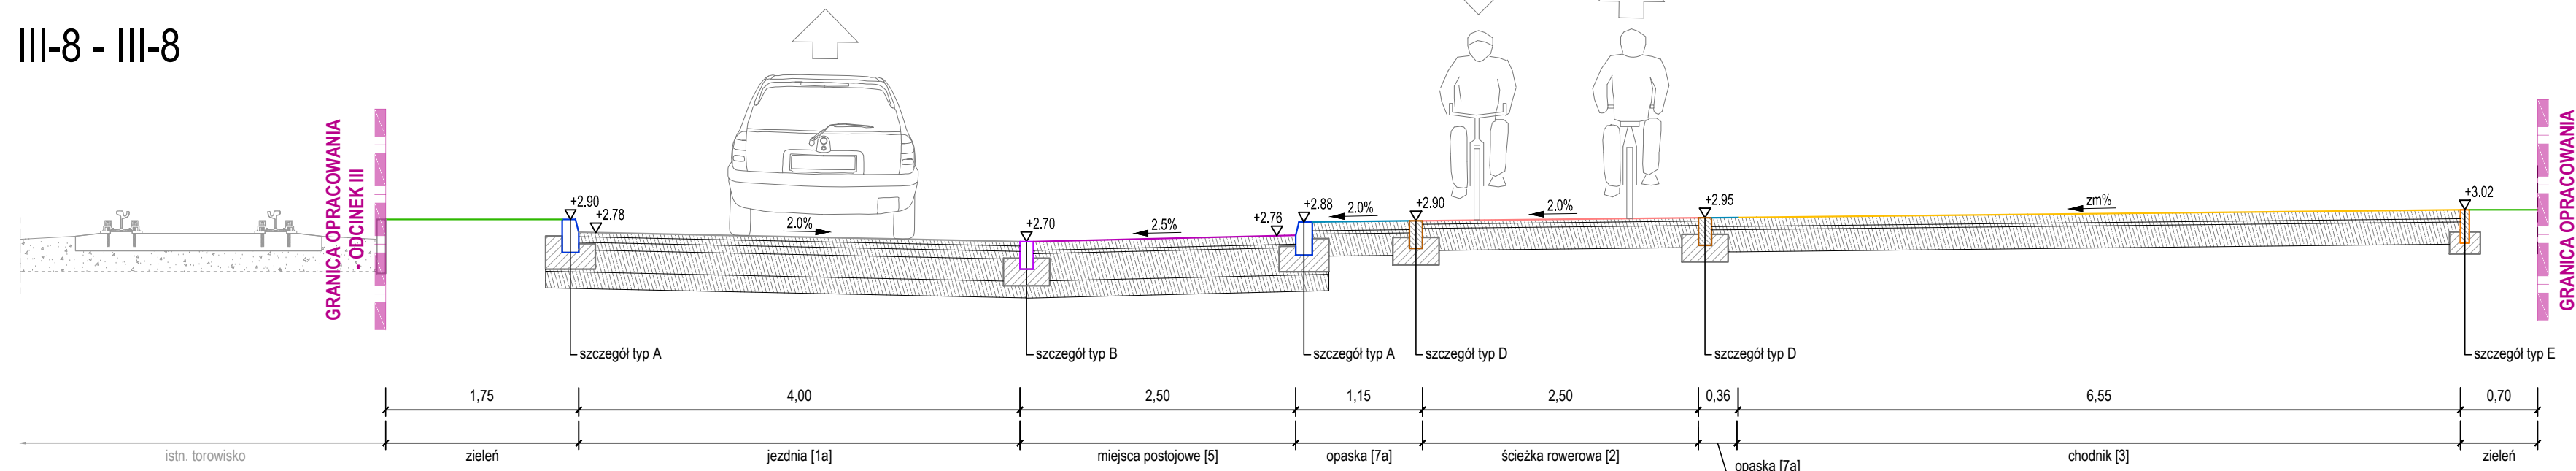 III-8 - III-8
GRANICA OPRACOWANIA
- ODCINEK III
+2.90
+2.78
2.0%
+2.70
2.5%
+2.76
+2.88
2.0%
+2.90
2.0%
+2.95
zm%
+3.02
GRANICA OPRACOWANIA
szczegół typ A
szczegół typ B
szczegół typ A
szczegół typ D
szczegół typ D
szczegół typ E
1,75
4,00
2,50
1,15
2,50
0,36
6,55
0,70
istn. torowisko
zieleń
jezdnia [1a]
miejsca postojowe [5]
opaska [7a]
ścieżka rowerowa [2]
opaska [7a]
chodnik [3]
zieleń